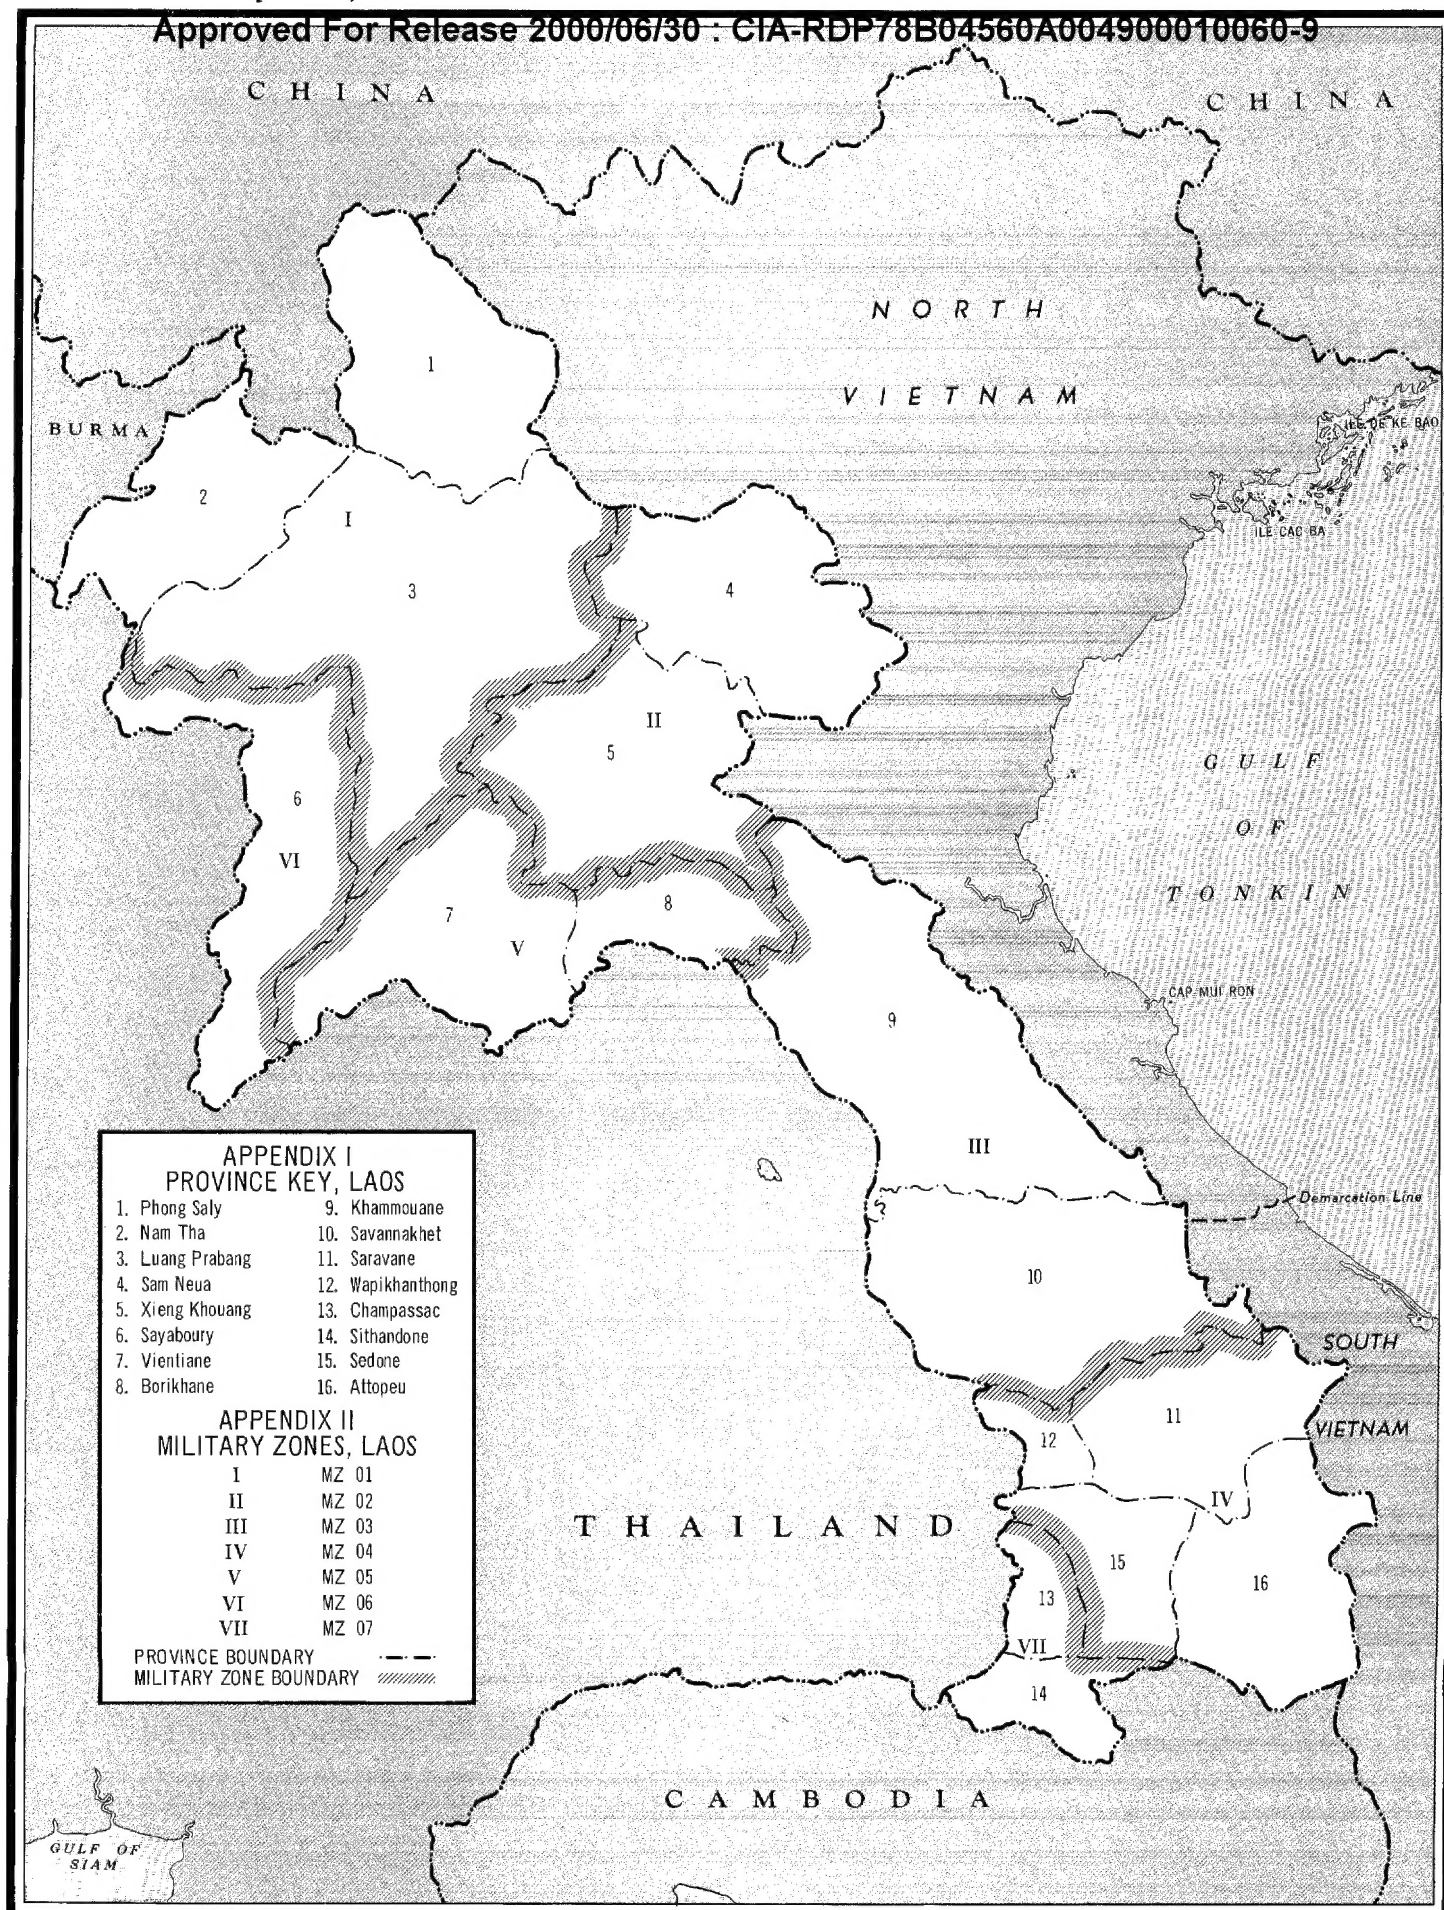 Approved For Release 2000/06/30 : CIA-RDP78B04560A004900010060-9
CHINA
CHINA
NORTH
VIETNAM
1
BURMA
ILE DE KE BAO
2
I
ILE CAC BA
3
4
II
5
GULF
OF
TONKIN
6
VI
7
V
8
CAP MUI RON
9
III
Demarcation Line
10
SOUTH
VIETNAM
11
12
IV
THAILAND
15
13
16
VII
14
CAMBODIA
GULF OF
SIAM
APPENDIX I
PROVINCE KEY, LAOS
1. Phong Saly 9. Khammouane
2. Nam Tha 10. Savannakhet
3. Luang Prabang 11. Saravane
4. Sam Neua 12. Wapikhanthong
5. Xieng Khouang 13. Champassac
6. Sayaboury 14. Sithandone
7. Vientiane 15. Sedone
8. Borikhane 16. Attopeu
APPENDIX II
MILITARY ZONES, LAOS
I MZ 01
II MZ 02
III MZ 03
IV MZ 04
V MZ 05
VI MZ 06
VII MZ 07
PROVINCE BOUNDARY
MILITARY ZONE BOUNDARY